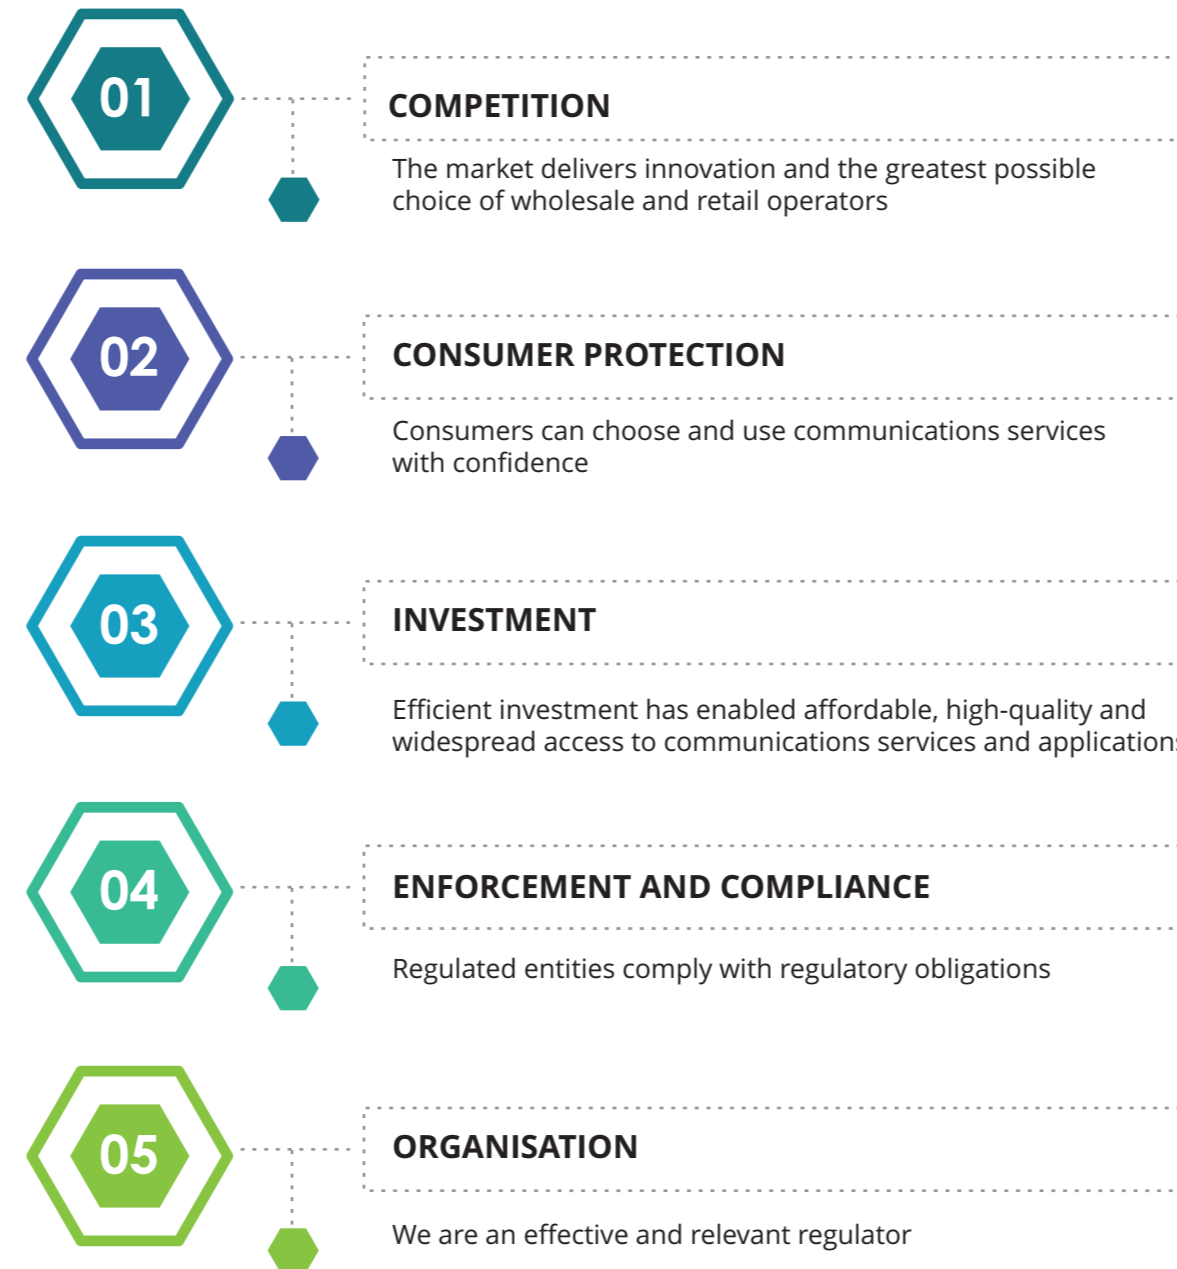 01
COMPETITION
The market delivers innovation and the greatest possible
choice of wholesale and retail operators
02
CONSUMER PROTECTION
Consumers can choose and use communications services
with confidence
03
INVESTMENT
Efficient investment has enabled affordable, high-quality and
widespread access to communications services and applications
04
ENFORCEMENT AND COMPLIANCE
Regulated entities comply with regulatory obligations
05
ORGANISATION
We are an effective and relevant regulator